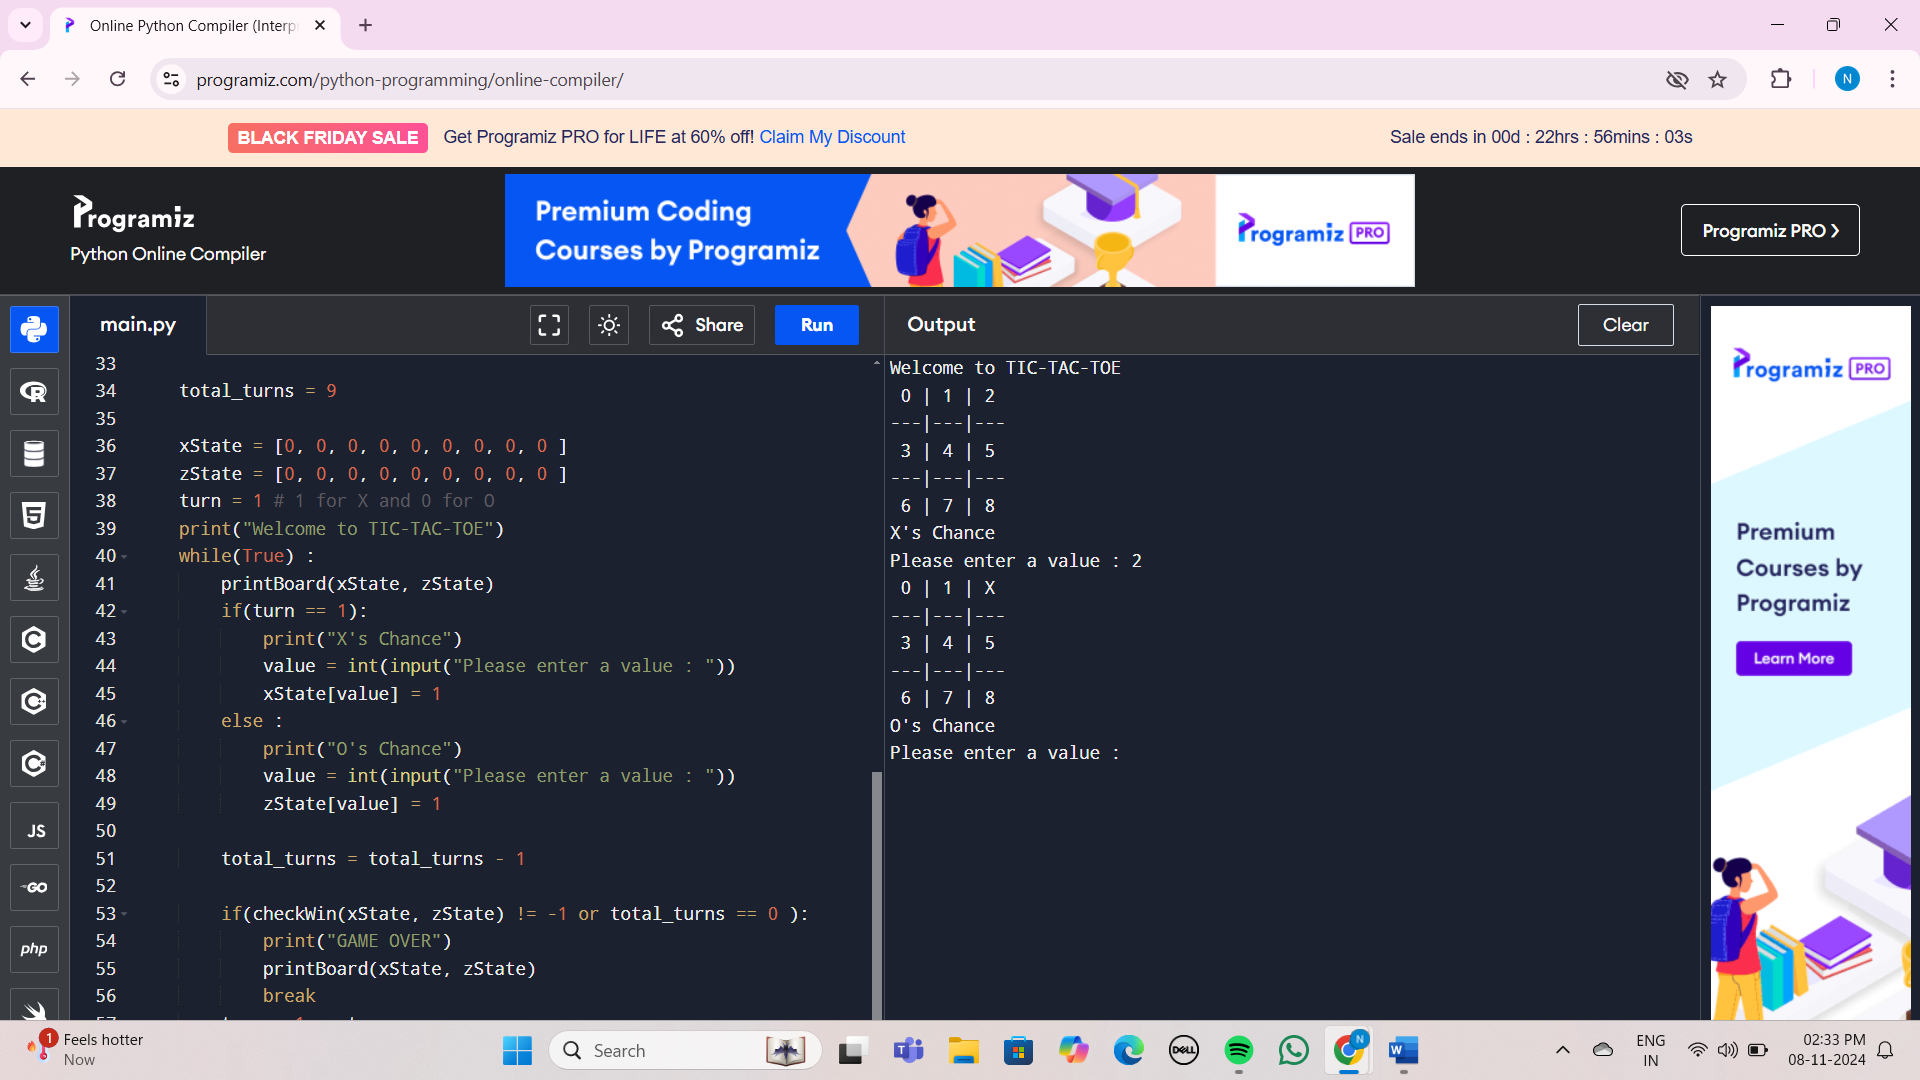 Online Python Compiler (Interp
programiz.com/python-programming/online-compiler/
N
BLACK FRIDAY SALE Get Programiz PRO for LIFE at 60% off! Claim My Discount Sale ends in 00d : 22hrs : 56mins : 03s
Programiz
Python Online Compiler
Premium Coding
Courses by Programiz
Programiz PRO
Programiz PRO
main.py
Share
Run
Output
Clear
33
34 total_turns = 9
35
36 xState = [0, 0, 0, 0, 0, 0, 0, 0, 0 ]
37 zState = [0, 0, 0, 0, 0, 0, 0, 0, 0 ]
38 turn = 1 # 1 for X and 0 for O
39 print("Welcome to TIC-TAC-TOE")
40 while(True) :
41 printBoard(xState, zState)
42 if(turn == 1):
43 print("X's Chance")
44 value = int(input("Please enter a value : "))
45 xState[value] = 1
46 else :
47 print("O's Chance")
48 value = int(input("Please enter a value : "))
49 zState[value] = 1
50
51 total_turns = total_turns - 1
52
53 if(checkWin(xState, zState) != -1 or total_turns == 0 ):
54 print("GAME OVER")
55 printBoard(xState, zState)
56 break
Welcome to TIC-TAC-TOE
0 | 1 | 2
---|---|---
3 | 4 | 5
---|---|---
6 | 7 | 8
X's Chance
Please enter a value : 2
0 | 1 | X
---|---|---
3 | 4 | 5
---|---|---
6 | 7 | 8
O's Chance
Please enter a value :
R
5
C
C
C
JS
GO
php
Programiz PRO
Premium
Courses by
Programiz
Learn More
1
Feels hotter
Now
Search
DELL
N
W
ENG
IN
02:33 PM
08-11-2024